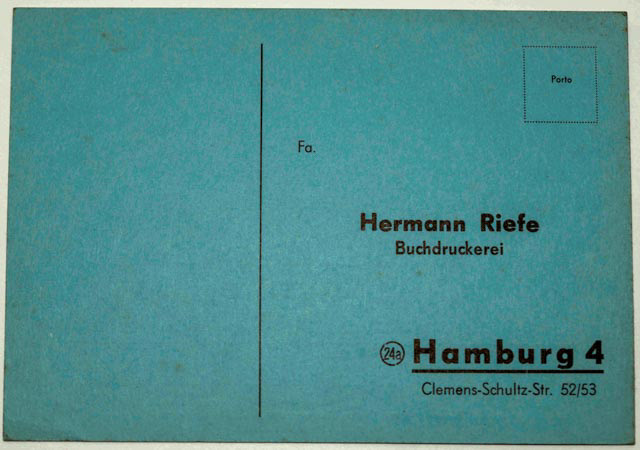 Porto
Fa.
Hermann Riefe
Buchdruckerei
24a Hamburg 4
Clemens-Schultz-Str. 52/53